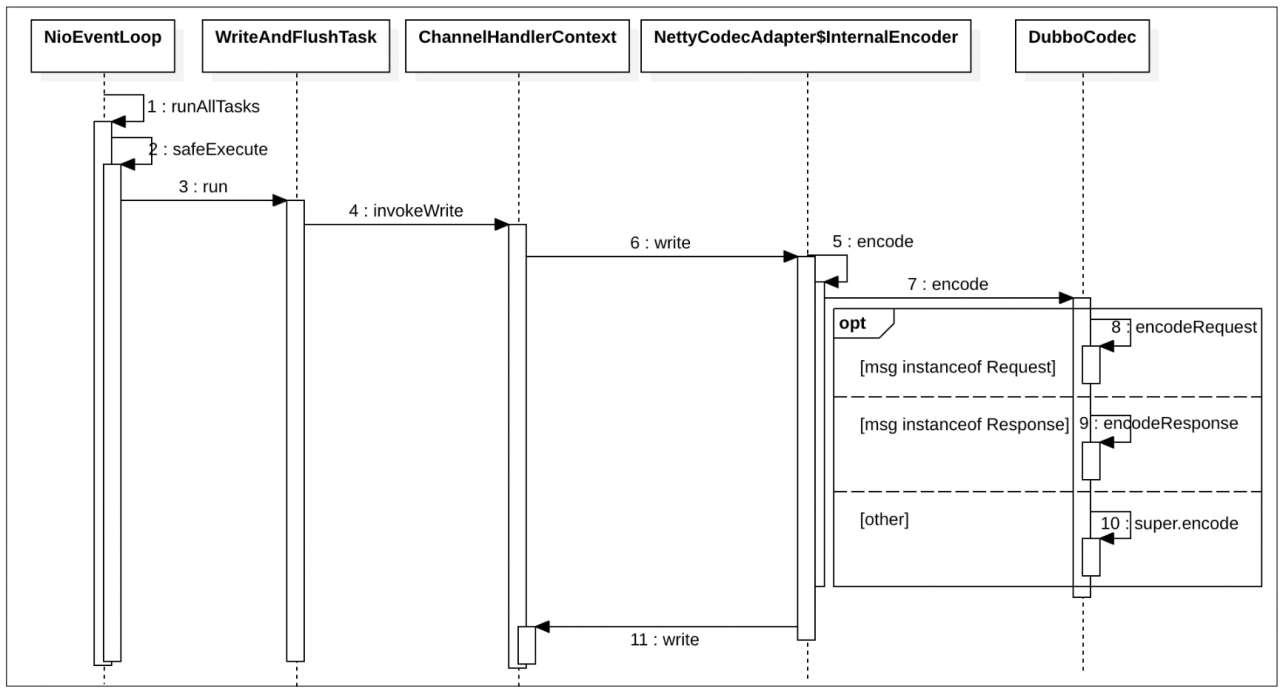 NioEventLoop
WriteAndFlushTask
ChannelHandlerContext
NettyCodecAdapter$InternalEncoder
DubboCodec
1 : runAllTasks
2 : safeExecute
3 : run
4 : invokeWrite
6 : write
5 : encode
7 : encode
opt
8 : encodeRequest
[msg instanceof Request]
[msg instanceof Response]
9 : encodeResponse
[other]
10 : super.encode
11 : write